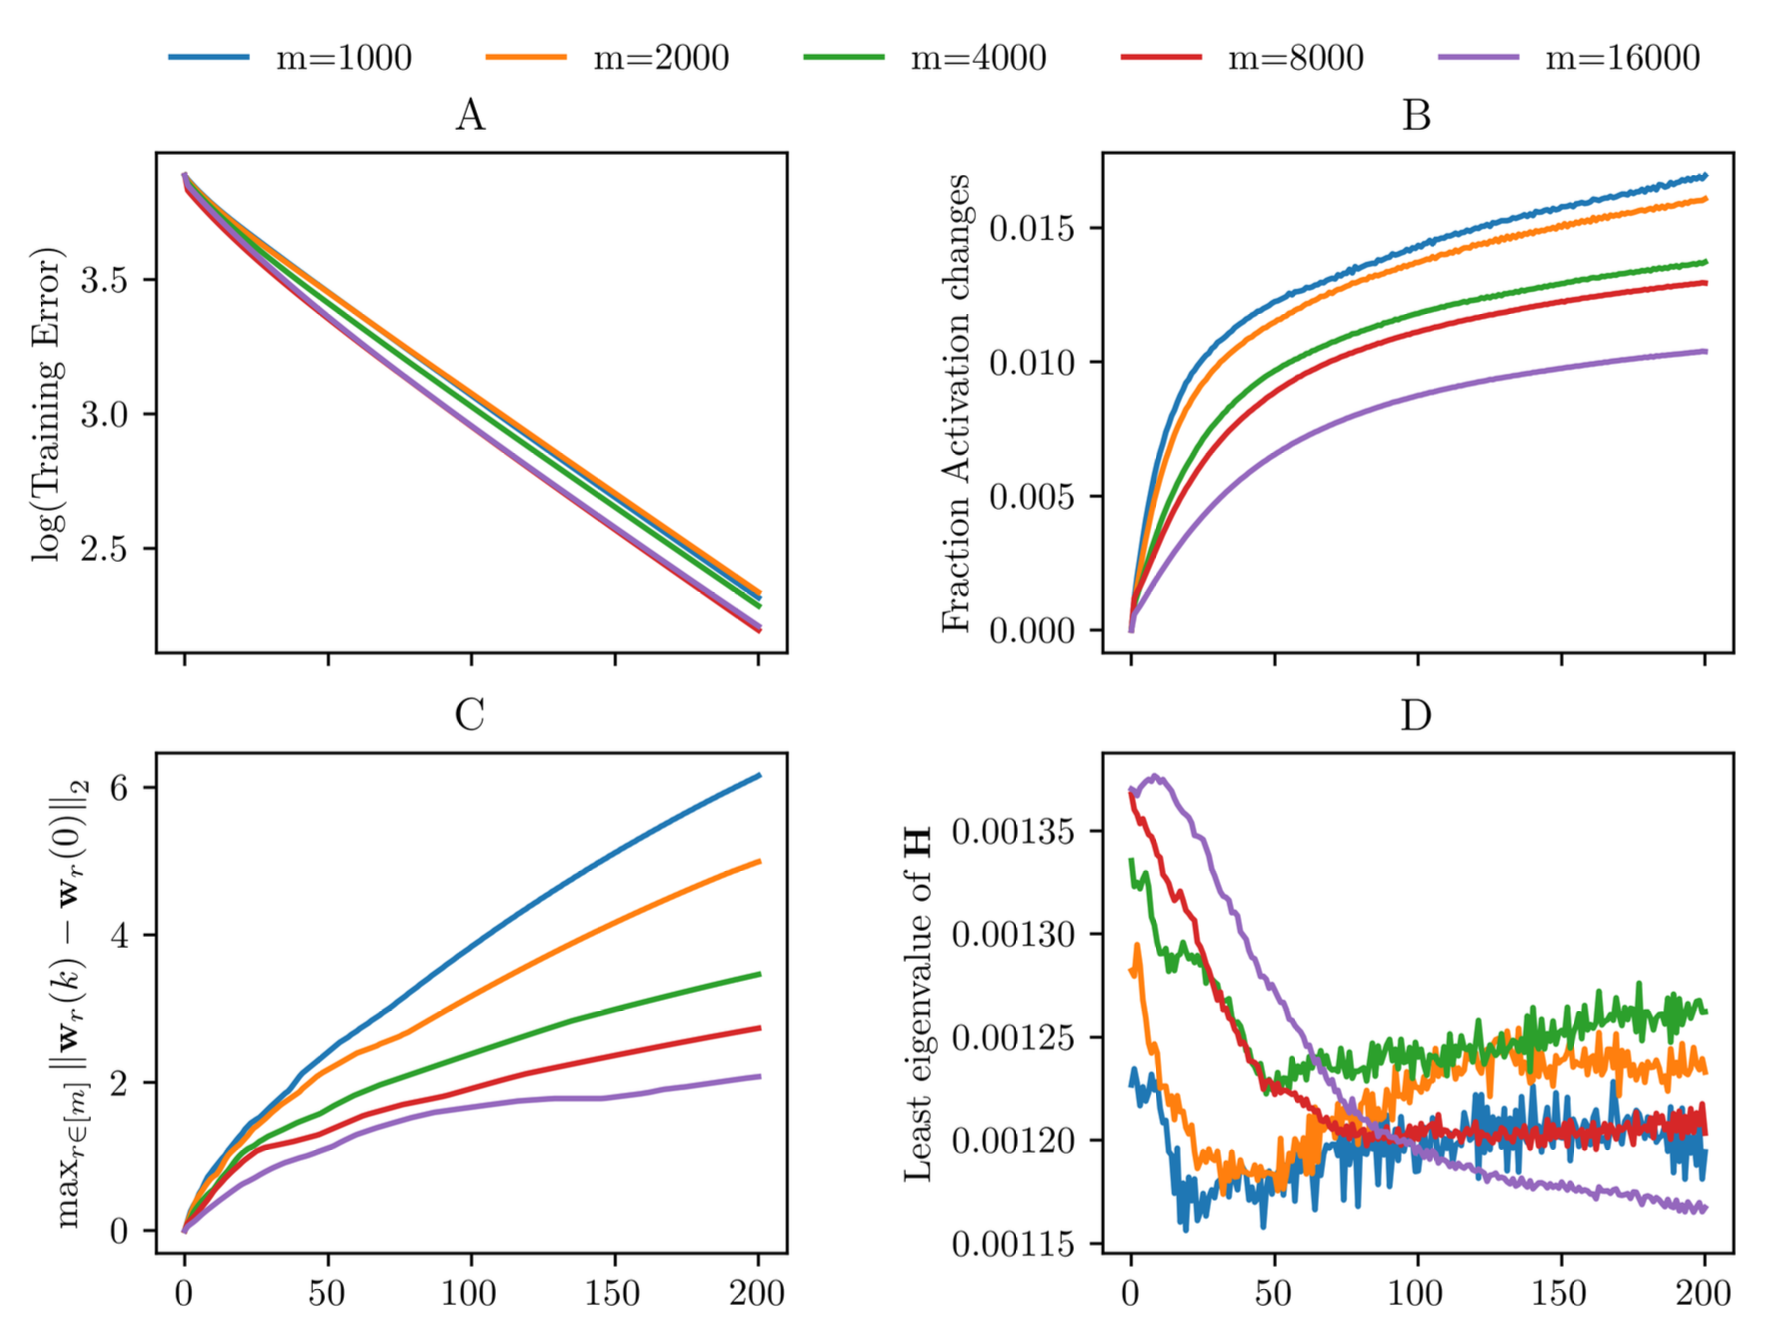 m=1000 m=2000 m=4000 m=8000 m=16000
A
log(Training Error)
3.5
3.0
2.5
B
Fraction Activation changes
0.015
0.010
0.005
0.000
C
max_{r∈[m]} ‖w_r(k) − w_r(0)‖_2
6
4
2
0
0 50 100 150 200
D
Least eigenvalue of H
0.00135
0.00130
0.00125
0.00120
0.00115
0 50 100 150 200